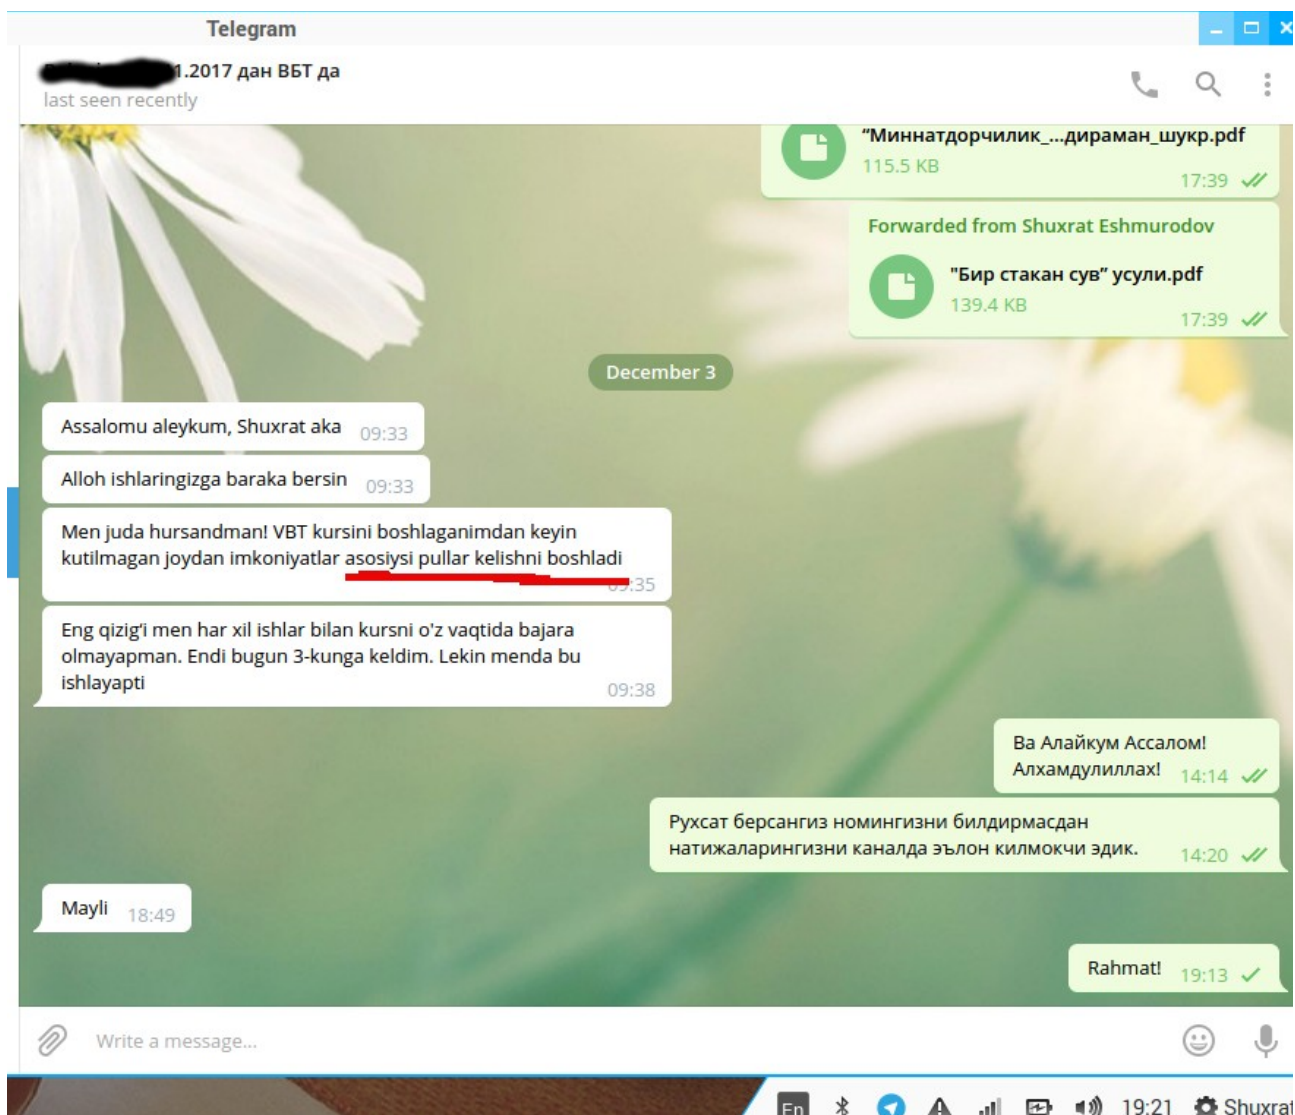 Telegram
1.2017 дан ВБТ да
last seen recently
“Миннатдорчилик_...дираман_шукр.pdf
115.5 KB
17:39
Forwarded from Shuxrat Eshmurodov
"Бир стакан сув” усули.pdf
139.4 KB
17:39
December 3
Assalomu aleykum, Shuxrat aka 09:33
Alloh ishlaringizga baraka bersin 09:33
Men juda hursandman! VBT kursini boshlaganimdan keyin
kutilmagan joydan imkoniyatlar asosiysi pullar kelishni boshladi
09:35
Eng qizig‘i men har xil ishlar bilan kursni o'z vaqtida bajara
olmayapman. Endi bugun 3-kunga keldim. Lekin menda bu
ishlayapti
09:38
Ва Алайкум Ассалом!
Алхамдулиллах! 14:14
Рухсат берсангиз номингизни билдирмасдан
натижаларингизни каналда эълон килмокчи эдик. 14:20
Mayli 18:49
Rahmat! 19:13
Write a message...
En 19:21 Shuxrat